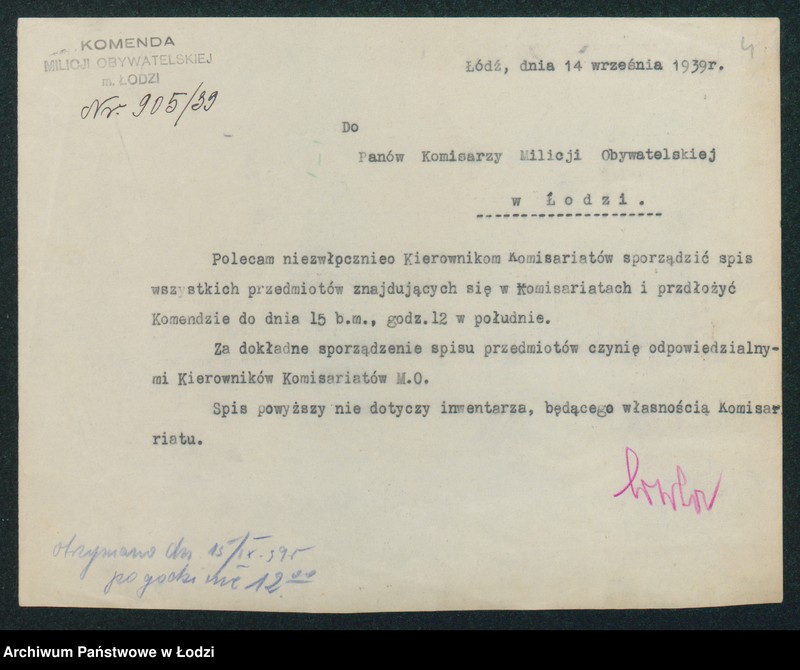 4
KOMENDA
MILICJI OBYWATELSKIEJ
m. ŁODZI
Nr. 905/39
Łódź, dnia 14 września 1939r.
Do
Panów Komisarzy Milicji Obywatelskiej
w Łodzi.
Polecam niezwłpcznieo Kierownikom Komisariatów sporządzić spis
wszystkich przedmiotów znajdujących się w Komisariatach i przdłożyć
Komendzie do dnia 15 b.m., godz.12 w południe.
Za dokładne sporządzenie spisu przedmiotów czynię odpowiedzialny-
mi Kierowników Komisariatów M.O.
Spis powyższy nie dotyczy inwentarza, będącego własnością Komisar
riatu.
otrzymano dn 15/IX.39r
po godzinie 12.00
Archiwum Państwowe w Łodzi